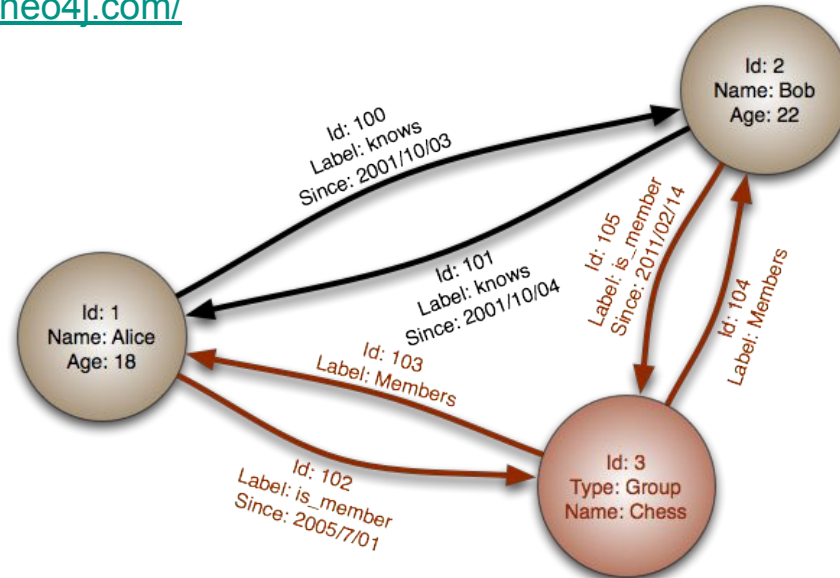 neo4j.com/
Id: 2
Name: Bob
Age: 22
Id: 100
Label: knows
Since: 2001/10/03
Id: 101
Label: knows
Since: 2001/10/04
Id: 105
Label: is_member
Since: 2011/02/14
Id: 104
Label: Members
Id: 1
Name: Alice
Age: 18
Id: 103
Label: Members
Id: 102
Label: is_member
Since: 2005/7/01
Id: 3
Type: Group
Name: Chess